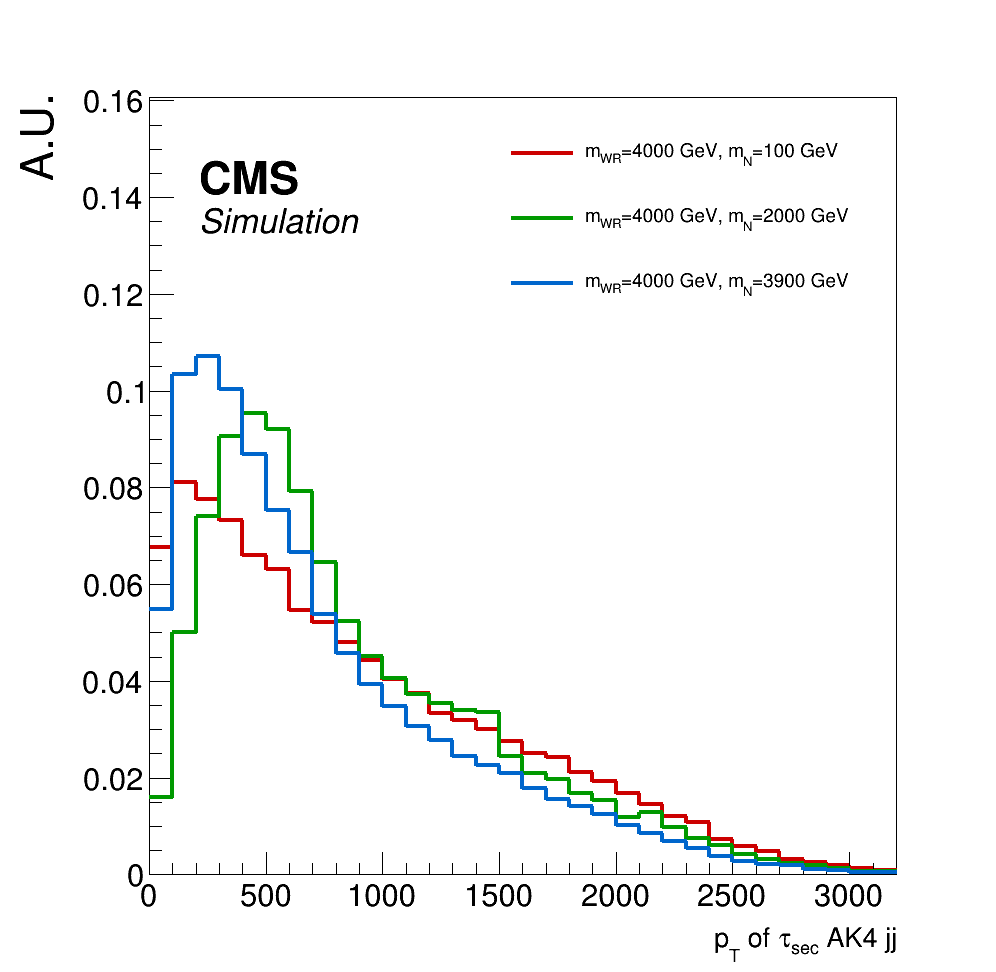 A.U.
0.16
0.14
0.12
0.1
0.08
0.06
0.04
0.02
0
CMS
Simulation
m_WR=4000 GeV, m_N=100 GeV
m_WR=4000 GeV, m_N=2000 GeV
m_WR=4000 GeV, m_N=3900 GeV
0 500 1000 1500 2000 2500 3000
p_T of τ_sec AK4 jj